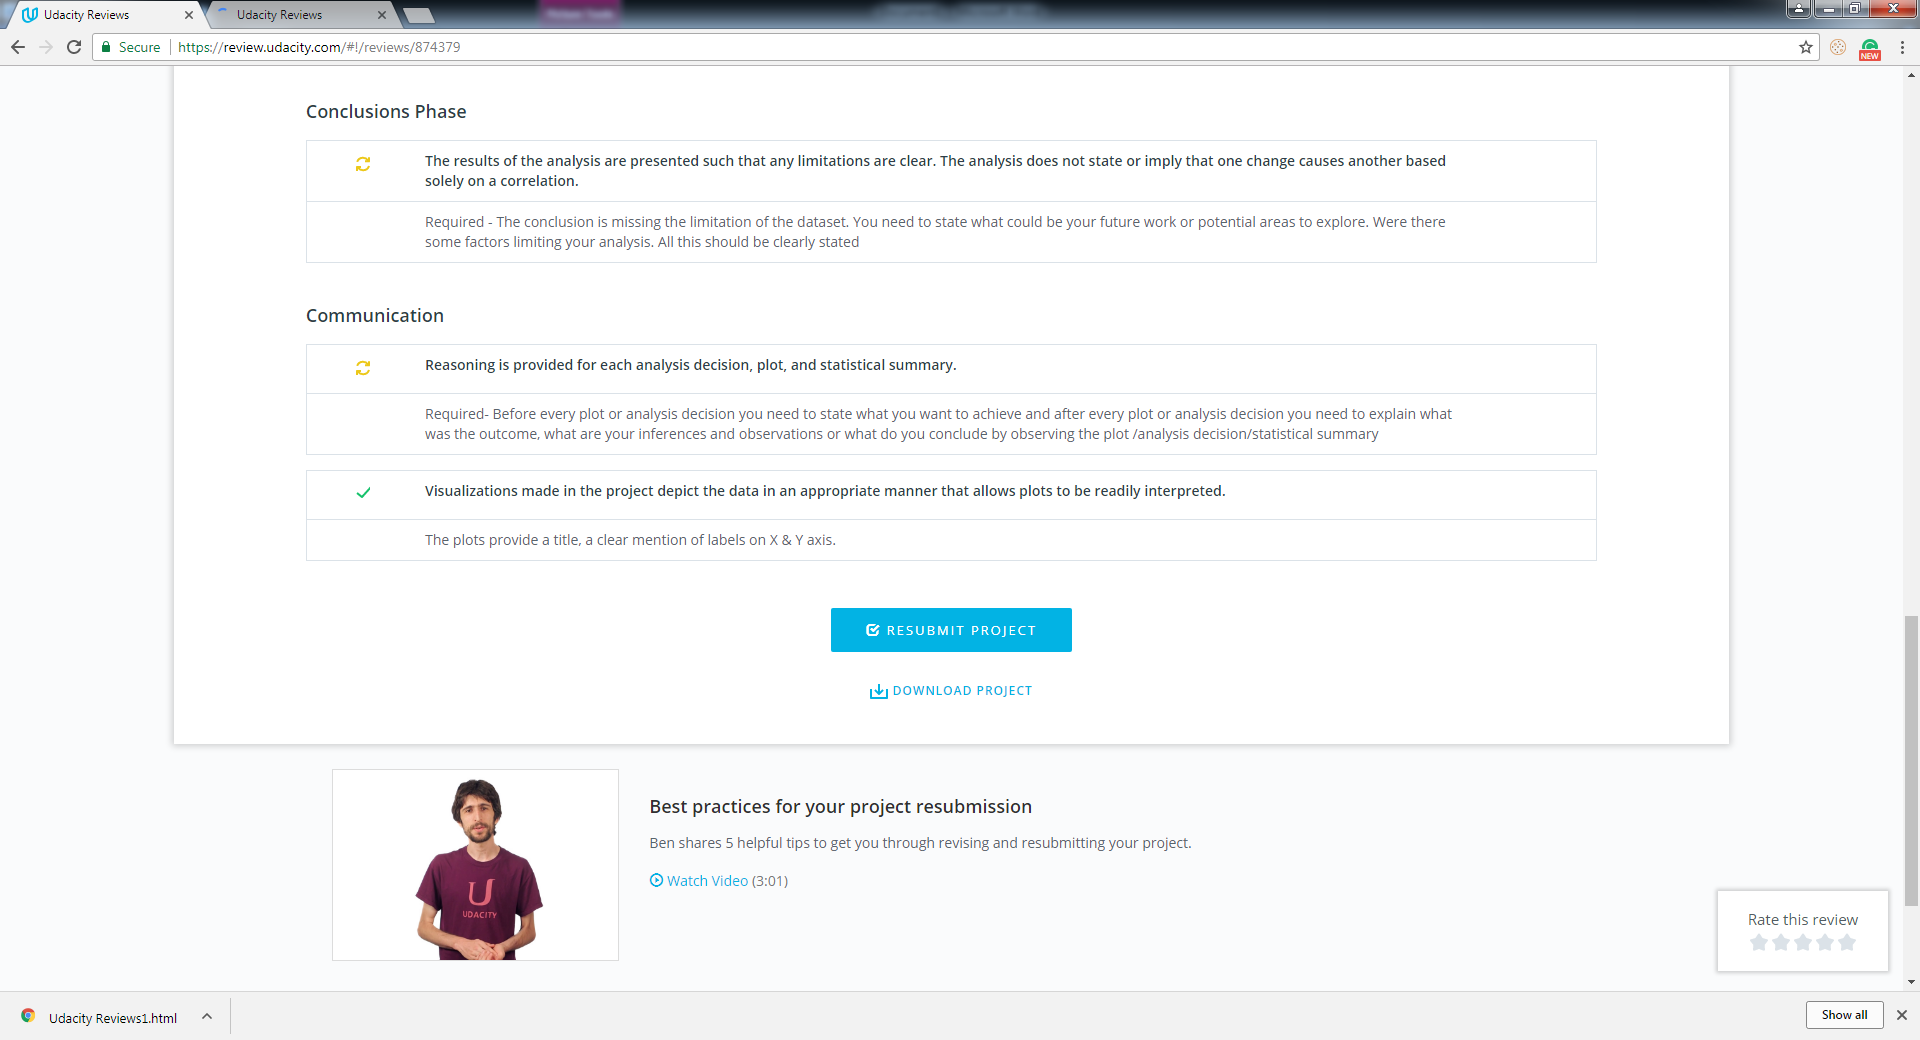 Udacity Reviews
Udacity Reviews
Secure
https://review.udacity.com/#!/reviews/874379
NEW
Conclusions Phase
The results of the analysis are presented such that any limitations are clear. The analysis does not state or imply that one change causes another based
solely on a correlation.
Required - The conclusion is missing the limitation of the dataset. You need to state what could be your future work or potential areas to explore. Were there
some factors limiting your analysis. All this should be clearly stated
Communication
Reasoning is provided for each analysis decision, plot, and statistical summary.
Required- Before every plot or analysis decision you need to state what you want to achieve and after every plot or analysis decision you need to explain what
was the outcome, what are your inferences and observations or what do you conclude by observing the plot /analysis decision/statistical summary
Visualizations made in the project depict the data in an appropriate manner that allows plots to be readily interpreted.
The plots provide a title, a clear mention of labels on X & Y axis.
RESUBMIT PROJECT
DOWNLOAD PROJECT
U
UDACITY
Best practices for your project resubmission
Ben shares 5 helpful tips to get you through revising and resubmitting your project.
Watch Video (3:01)
Rate this review
Udacity Reviews1.html
Show all